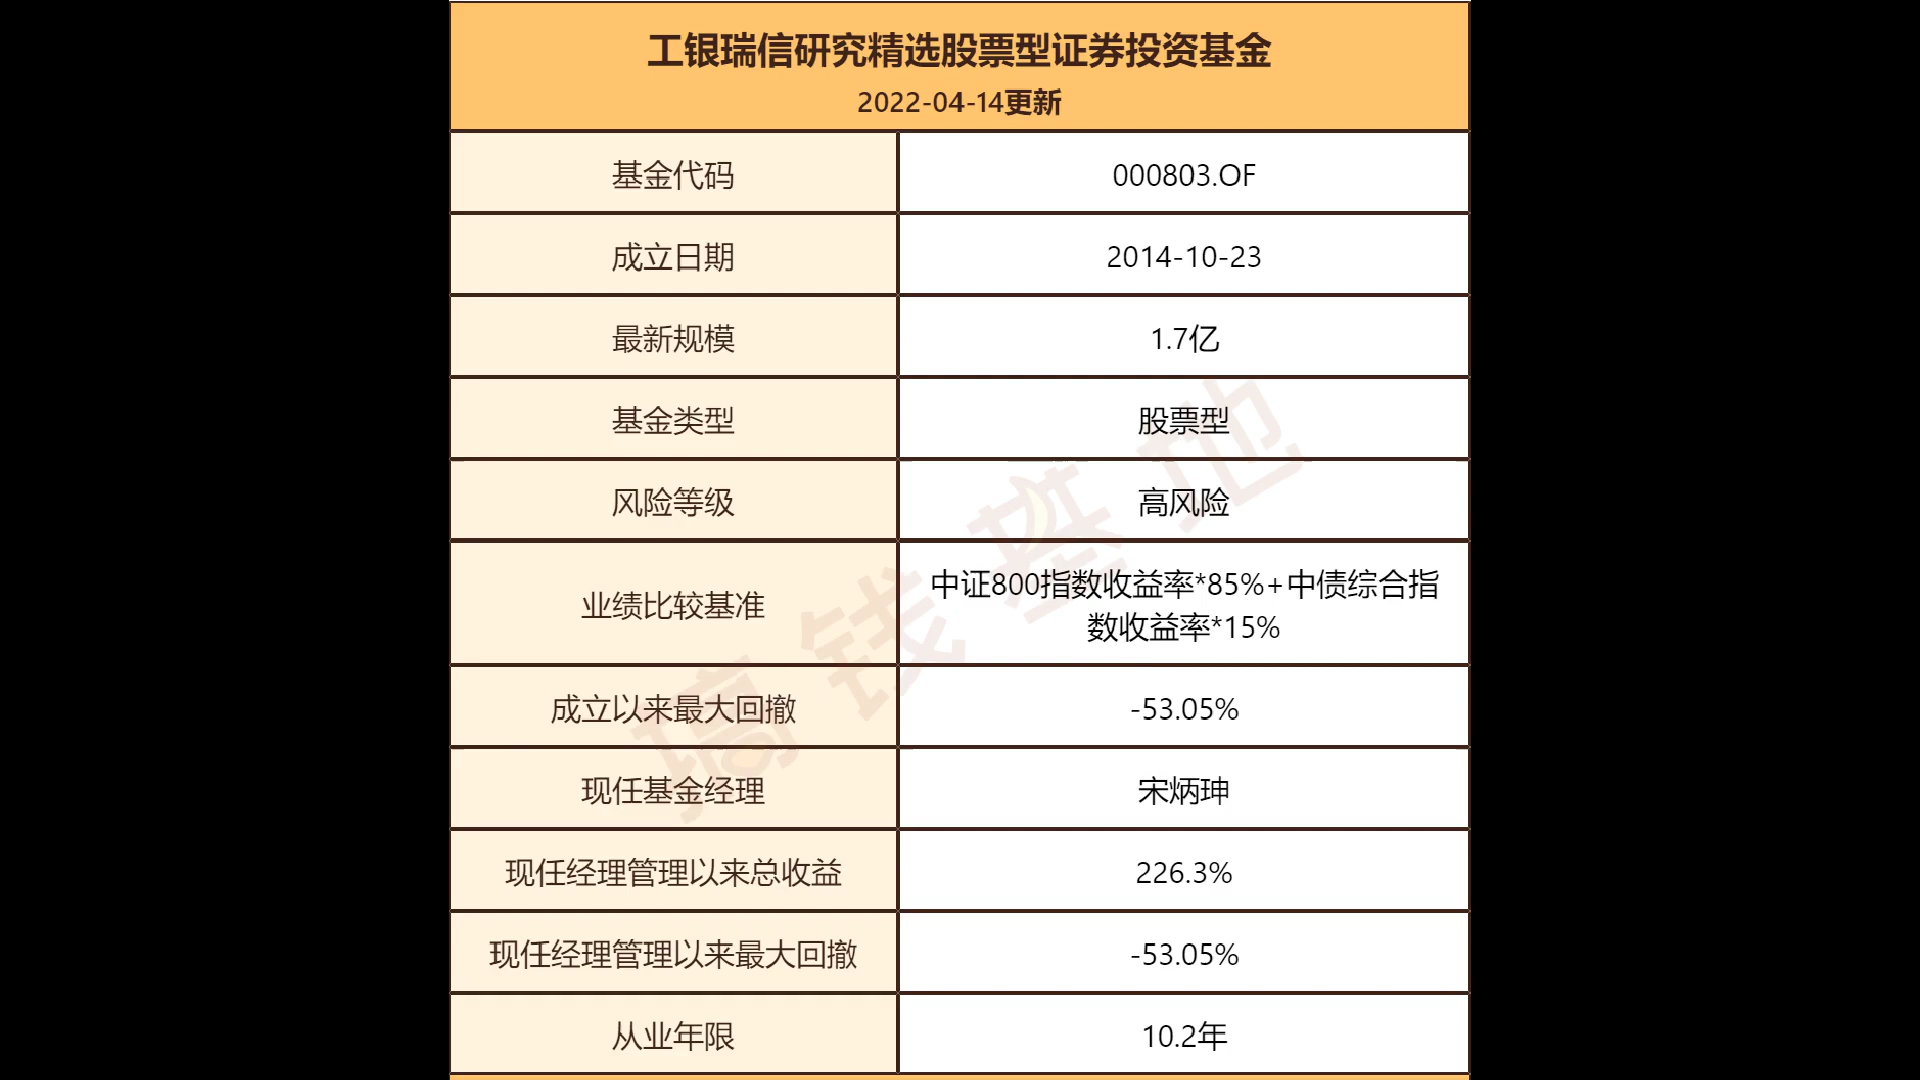 工银瑞信研究精选股票型证券投资基金
2022-04-14更新
基金代码
000803.OF
成立日期
2014-10-23
最新规模
1.7亿
基金类型
股票型
风险等级
高风险
业绩比较基准
中证800指数收益率*85%+中债综合指
数收益率*15%
成立以来最大回撤
-53.05%
现任基金经理
宋炳珅
现任经理管理以来总收益
226.3%
现任经理管理以来最大回撤
-53.05%
从业年限
10.2年
搞钱基地